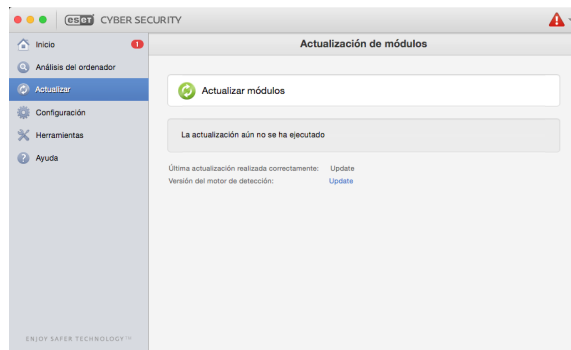 eset CYBER SECURITY
Inicio 1
Actualización de módulos
Análisis del ordenador
Actualizar
Actualizar módulos
Configuración
Herramientas
La actualización aún no se ha ejecutado
Ayuda
Última actualización realizada correctamente: Update
Versión del motor de detección: Update
ENJOY SAFER TECHNOLOGY™